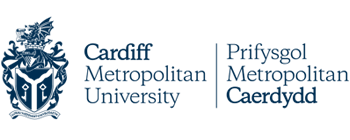 Cardiff
Metropolitan
University
Prifysgol
Metropolitan
Caerdydd